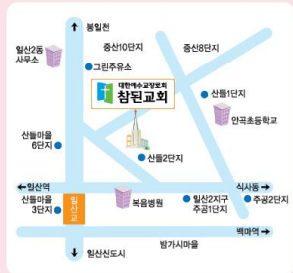 봉일천
일산2동
사무소
중산10단지
중산8단지
그린주유소
대한예수교장로회
참된교회
산들1단지
안곡초등학교
산들마을
6단지
산들2단지
←일산역
식사동→
산들마을
3단지
일산교
복음병원
일산2지구
주공1단지
주공2단지
백마역→
밤가시마을
일산신도시